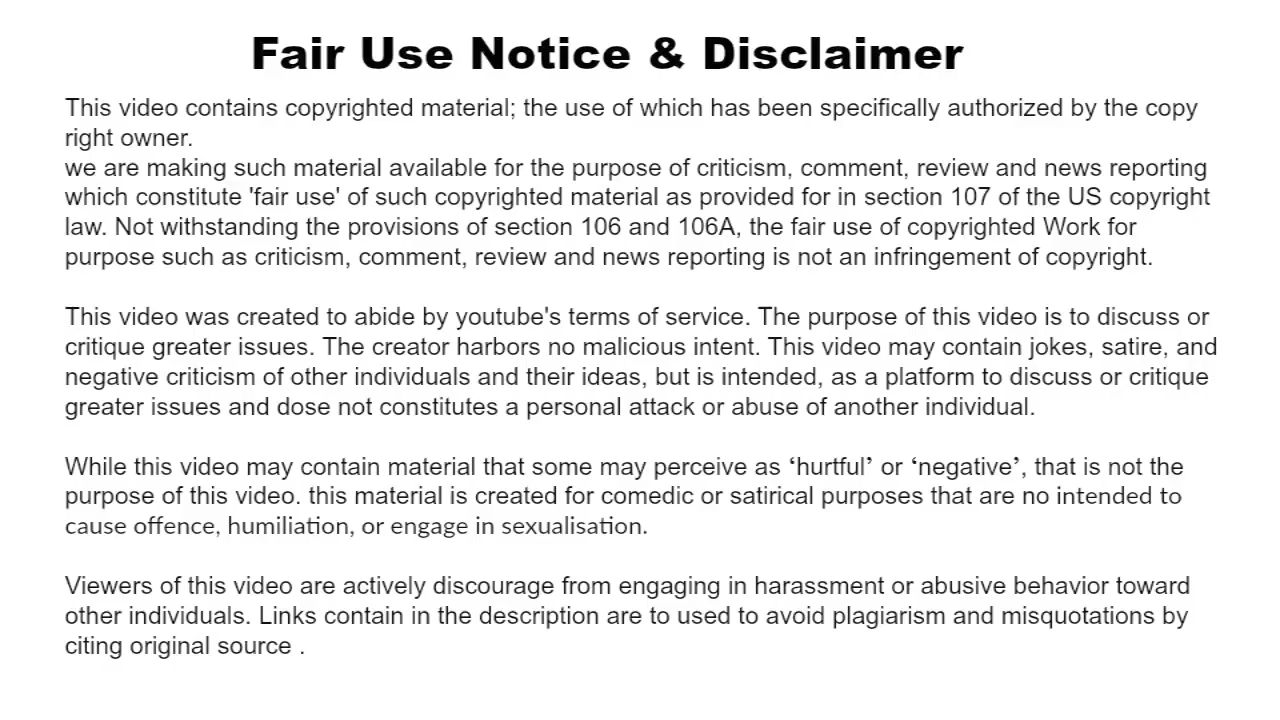 Fair Use Notice & Disclaimer
This video contains copyrighted material; the use of which has been specifically authorized by the copy
right owner.
we are making such material available for the purpose of criticism, comment, review and news reporting
which constitute 'fair use' of such copyrighted material as provided for in section 107 of the US copyright
law. Not withstanding the provisions of section 106 and 106A, the fair use of copyrighted Work for
purpose such as criticism, comment, review and news reporting is not an infringement of copyright.
This video was created to abide by youtube's terms of service. The purpose of this video is to discuss or
critique greater issues. The creator harbors no malicious intent. This video may contain jokes, satire, and
negative criticism of other individuals and their ideas, but is intended, as a platform to discuss or critique
greater issues and dose not constitutes a personal attack or abuse of another individual.
While this video may contain material that some may perceive as ‘hurtful’ or ‘negative’, that is not the
purpose of this video. this material is created for comedic or satirical purposes that are no intended to
cause offence, humiliation, or engage in sexualisation.
Viewers of this video are actively discourage from engaging in harassment or abusive behavior toward
other individuals. Links contain in the description are to used to avoid plagiarism and misquotations by
citing original source .